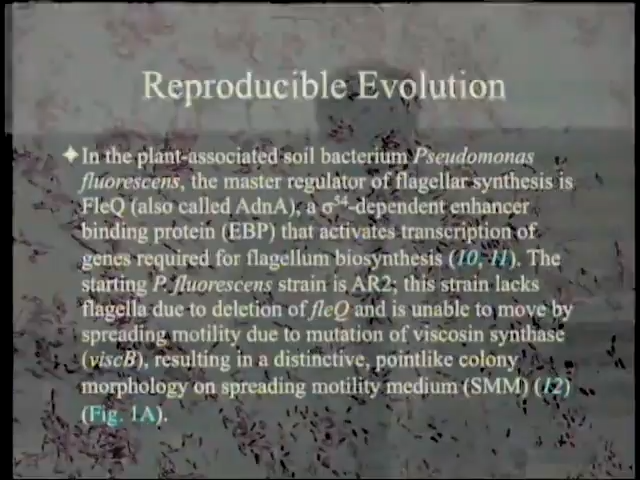 Reproducible Evolution
✦In the plant-associated soil bacterium Pseudomonas
fluorescens, the master regulator of flagellar synthesis is
FleQ (also called AdnA), a σ⁵⁴-dependent enhancer
binding protein (EBP) that activates transcription of
genes required for flagellum biosynthesis (10, 11). The
starting P. fluorescens strain is AR2; this strain lacks
flagella due to deletion of fleQ and is unable to move by
spreading motility due to mutation of viscosin synthase
(viscB), resulting in a distinctive, pointlike colony
morphology on spreading motility medium (SMM) (12)
(Fig. 1A).